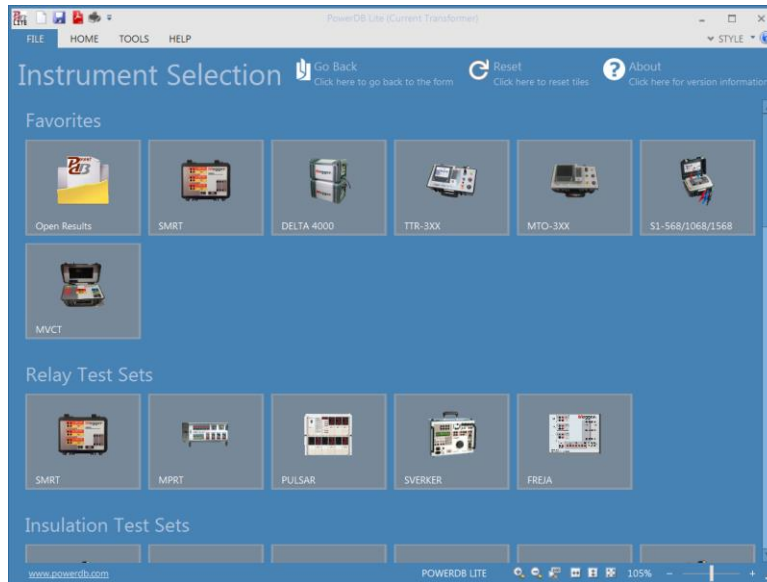 PowerDB Lite (Current Transformer)
FILE HOME TOOLS HELP STYLE
Instrument Selection
Go Back
Click here to go back to the form
Reset
Click here to reset tiles
About
Click here for version information
Favorites
Open Results
SMRT
DELTA 4000
TTR-3XX
MTO-3XX
S1-568/1068/1568
MVCT
Relay Test Sets
SMRT
MPRT
PULSAR
SVERKER
FREJA
Insulation Test Sets
www.powerdb.com
POWERDB LITE
105%